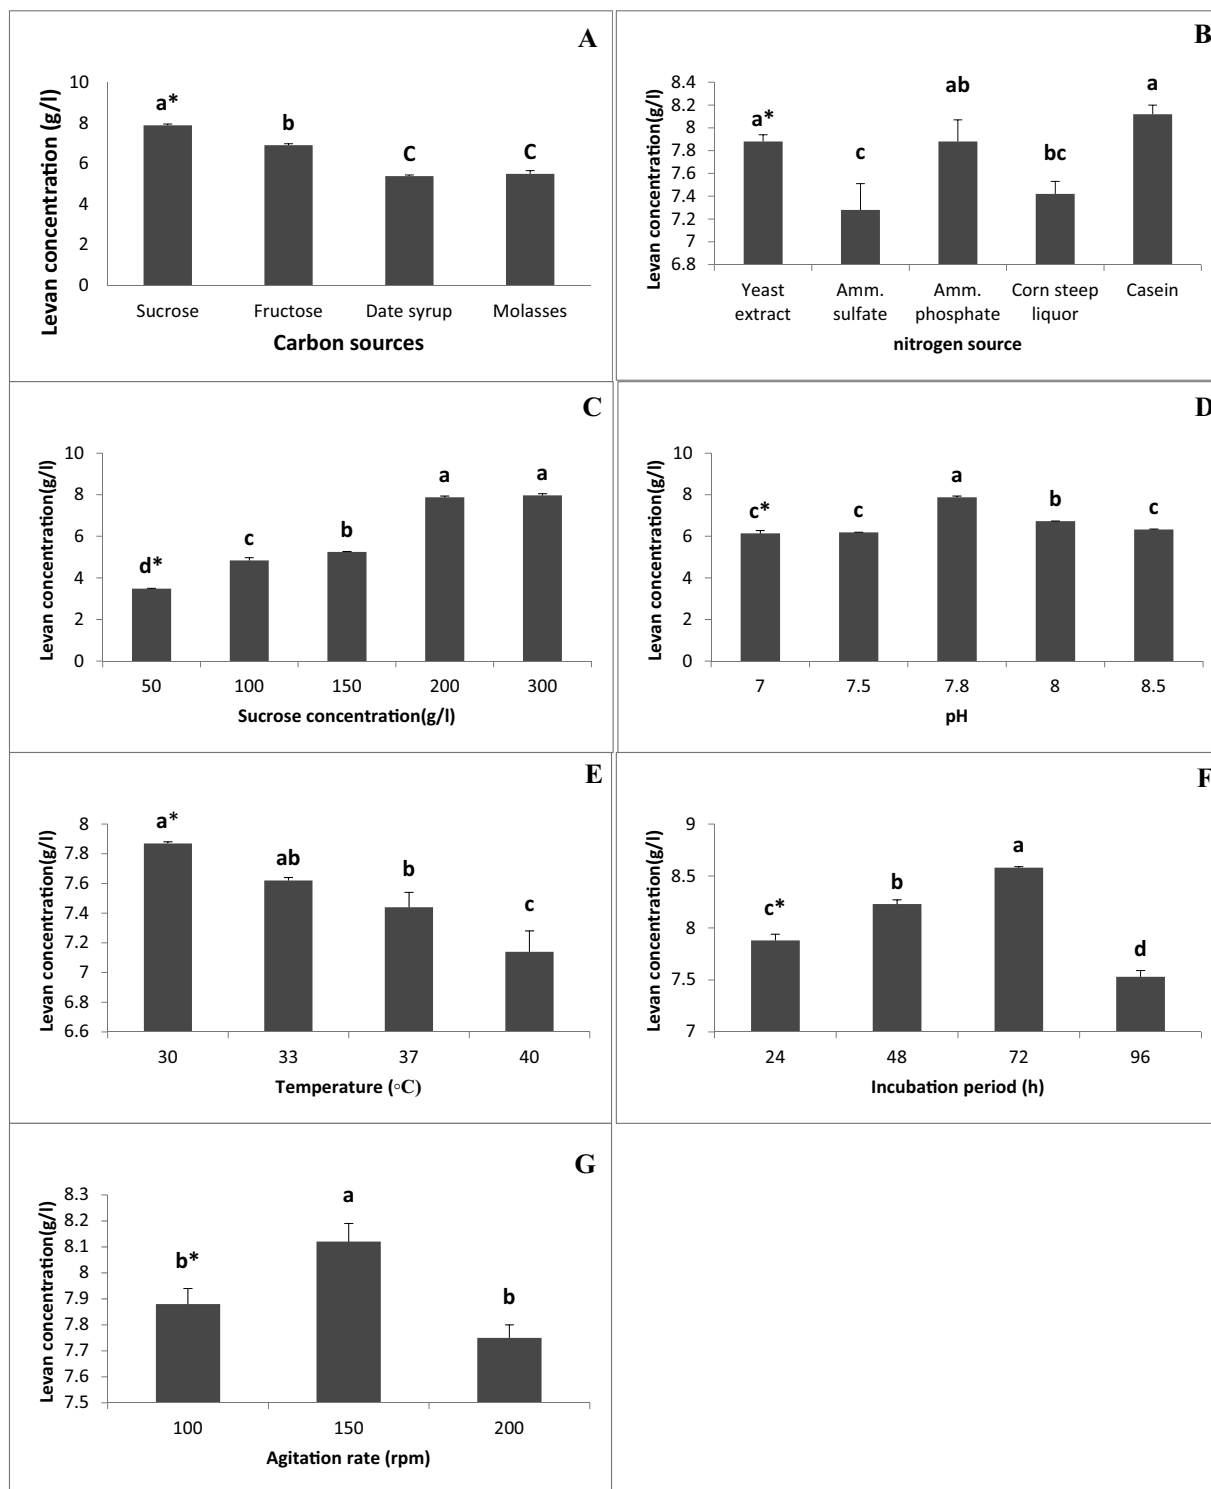 A
Levan concentration (g/l)
10
8
6
4
2
0
a*
b
C
C
Sucrose Fructose Date syrup Molasses
Carbon sources
B
Levan concentration(g/l)
8.4
8.2
8
7.8
7.6
7.4
7.2
7
6.8
a*
c
ab
bc
a
Yeast Amm. Amm. Corn steep Casein
extract sulfate phosphate liquor
nitrogen source
C
Levan concentration(g/l)
10
8
6
4
2
0
d*
c
b
a
a
50 100 150 200 300
Sucrose concentration(g/l)
D
Levan concentration(g/l)
10
8
6
4
2
0
c*
c
a
b
c
7 7.5 7.8 8 8.5
pH
E
Levan concentration(g/l)
8
7.8
7.6
7.4
7.2
7
6.8
6.6
a*
ab
b
c
30 33 37 40
Temperature (◦C)
F
Levan concentration(g/l)
9
8.5
8
7.5
7
c*
b
a
d
24 48 72 96
Incubation period (h)
G
Levan concentration(g/l)
8.3
8.2
8.1
8
7.9
7.8
7.7
7.6
7.5
b*
a
b
100 150 200
Agitation rate (rpm)